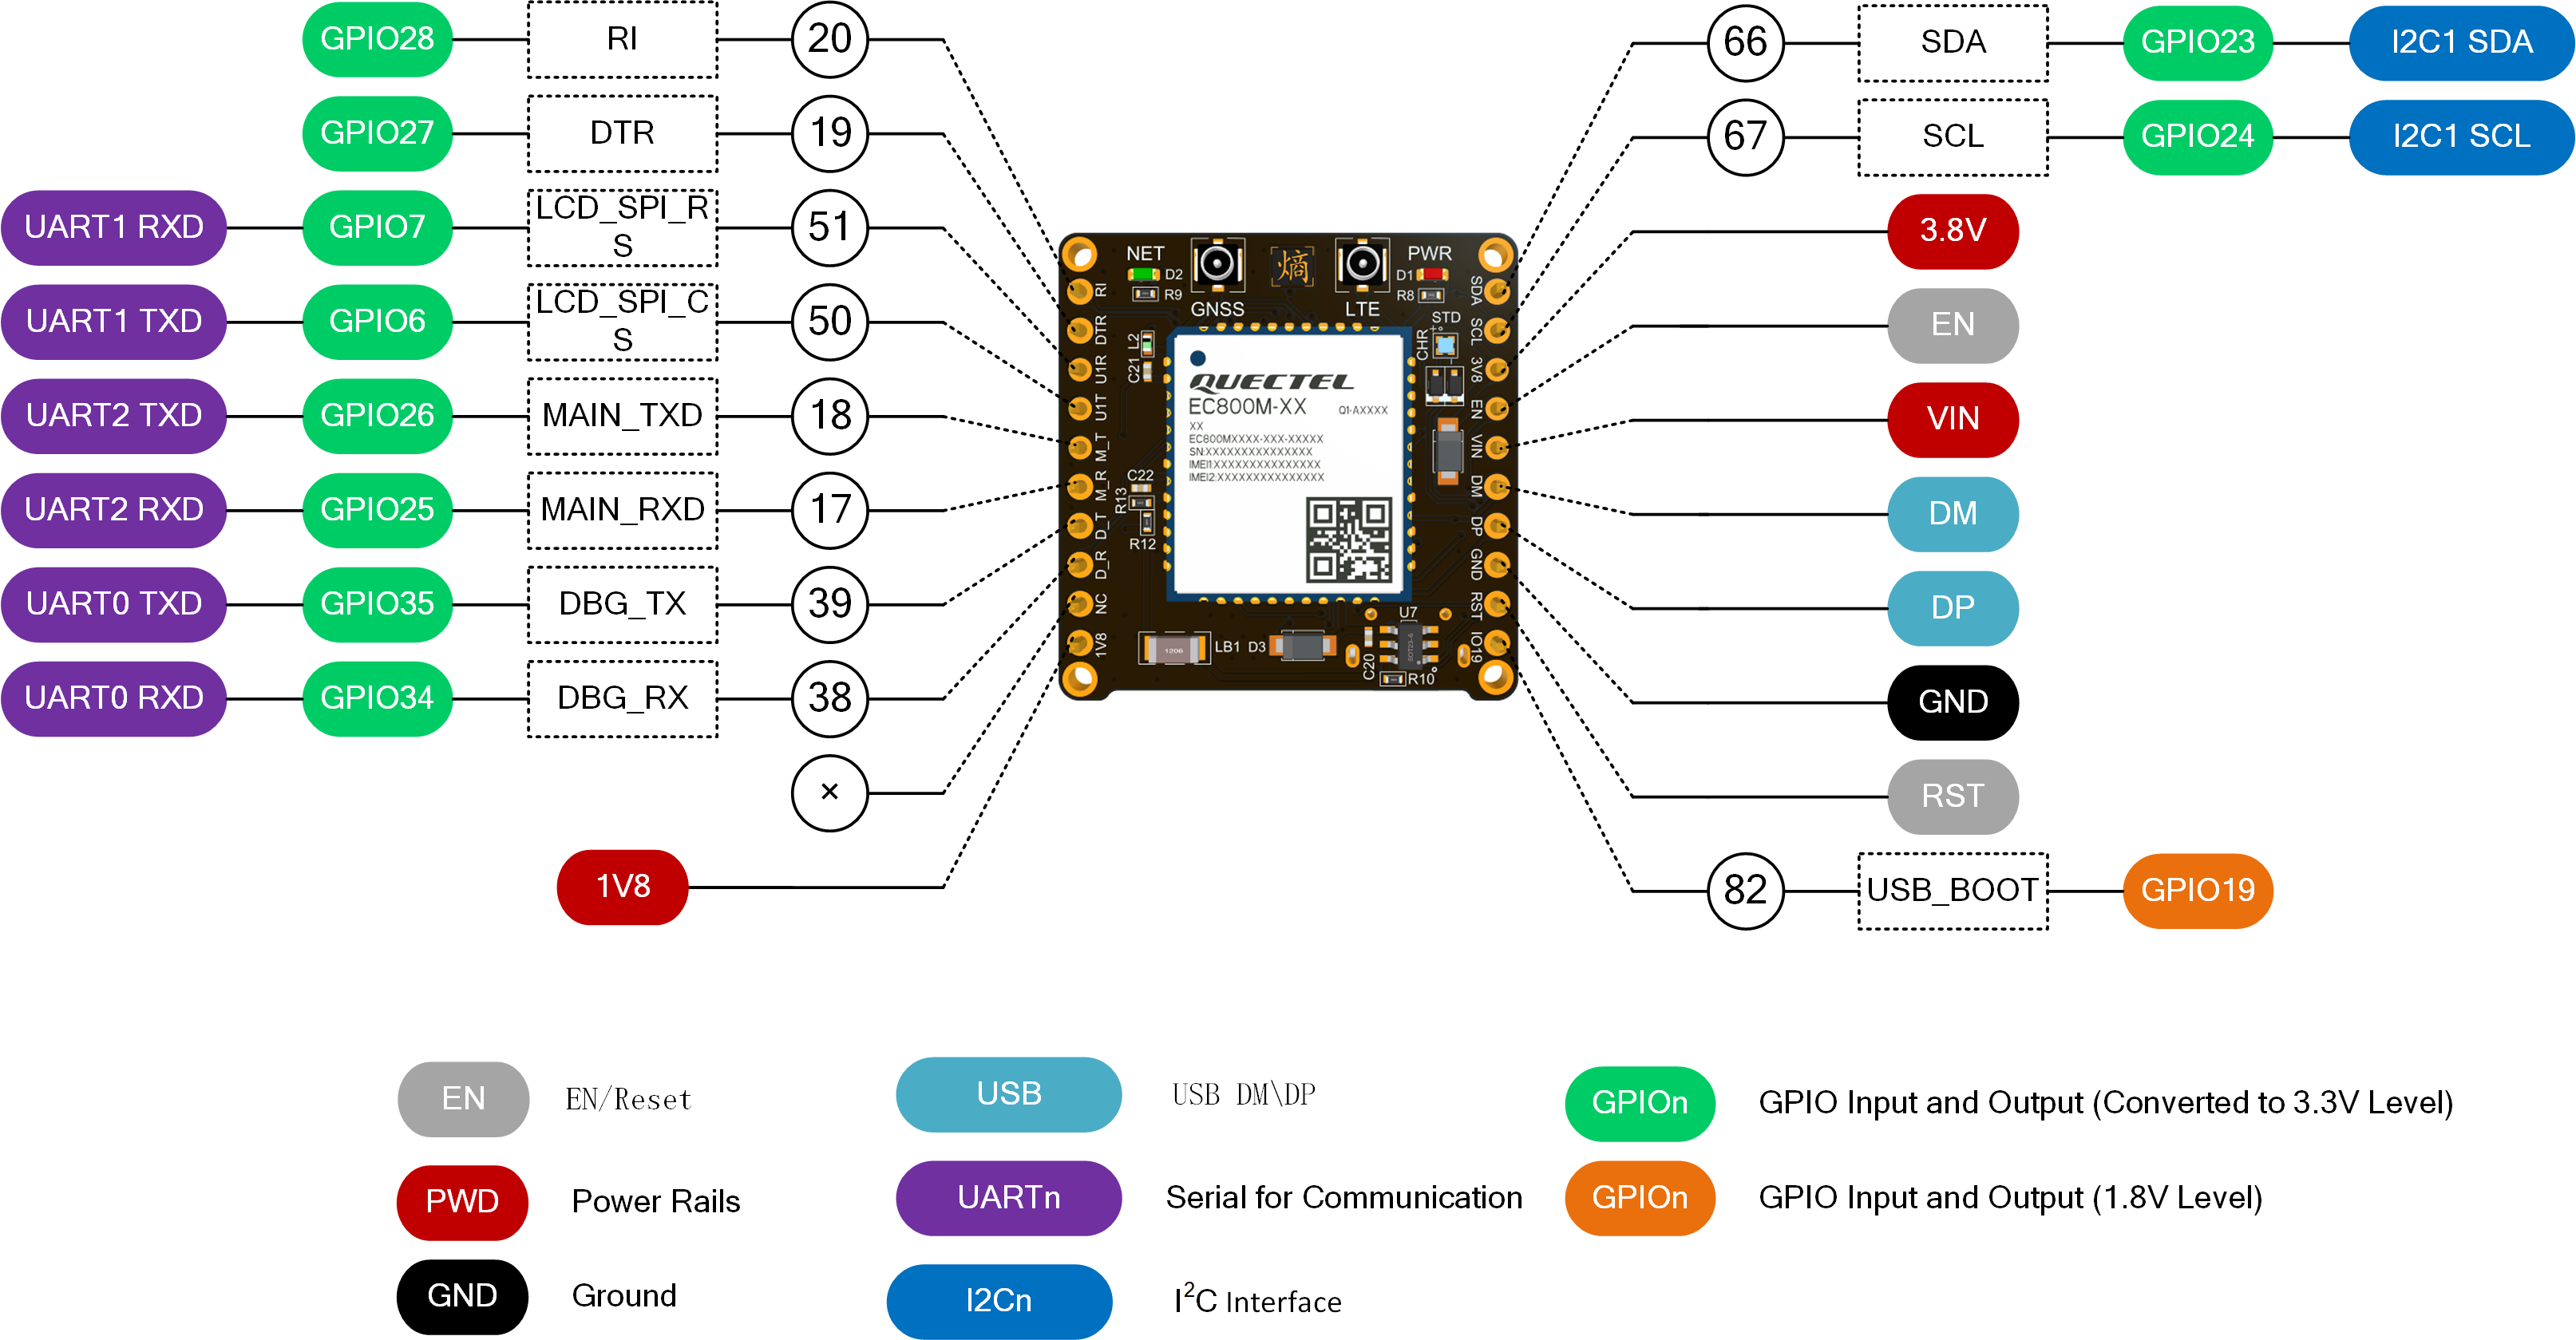 GPIO28 RI 20
GPIO27 DTR 19
UART1 RXD GPIO7 LCD_SPI_R
S 51
UART1 TXD GPIO6 LCD_SPI_C
S 50
UART2 TXD GPIO26 MAIN_TXD 18
UART2 RXD GPIO25 MAIN_RXD 17
UART0 TXD GPIO35 DBG_TX 39
UART0 RXD GPIO34 DBG_RX 38
×
1V8
NET PWR
D2 D1
R9 R8
熵
GNSS LTE
STD
CHR
+
L2
C21
RI
DTR
U1R
U1T
M_T
M_R
D_T
D_R
NC
1V8
QUECTEL
EC800M-XX Q1-AXXXX
XX
EC800MXXXX-XXX-XXXXX
SN:XXXXXXXXXXXXXXX
IMEI1:XXXXXXXXXXXXXXX
IMEI2:XXXXXXXXXXXXXXX
C22
R13
R12
SDA
SCL
3V8
EN
VIN
DM
DP
GND
RST
IO19
1206 LB1 D3
C20
U7
SOT23-6
R10
66 SDA GPIO23 I2C1 SDA
67 SCL GPIO24 I2C1 SCL
3.8V
EN
VIN
DM
DP
GND
RST
82 USB_BOOT GPIO19
EN EN/Reset
PWD Power Rails
GND Ground
USB USB DM\DP
UARTn Serial for Communication
I2Cn I²C Interface
GPIOn GPIO Input and Output (Converted to 3.3V Level)
GPIOn GPIO Input and Output (1.8V Level)